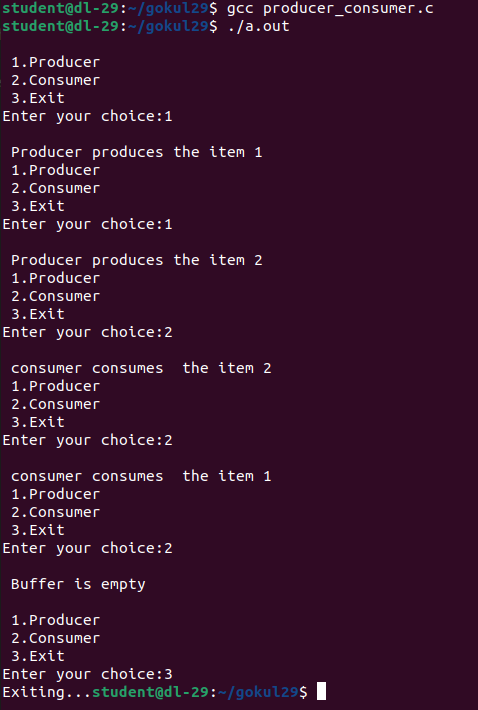 student@dl-29:~/gokul29$ gcc producer_consumer.c
student@dl-29:~/gokul29$ ./a.out
1.Producer
2.Consumer
3.Exit
Enter your choice:1
Producer produces the item 1
1.Producer
2.Consumer
3.Exit
Enter your choice:1
Producer produces the item 2
1.Producer
2.Consumer
3.Exit
Enter your choice:2
consumer consumes  the item 2
1.Producer
2.Consumer
3.Exit
Enter your choice:2
consumer consumes  the item 1
1.Producer
2.Consumer
3.Exit
Enter your choice:2
Buffer is empty
1.Producer
2.Consumer
3.Exit
Enter your choice:3
Exiting...student@dl-29:~/gokul29$